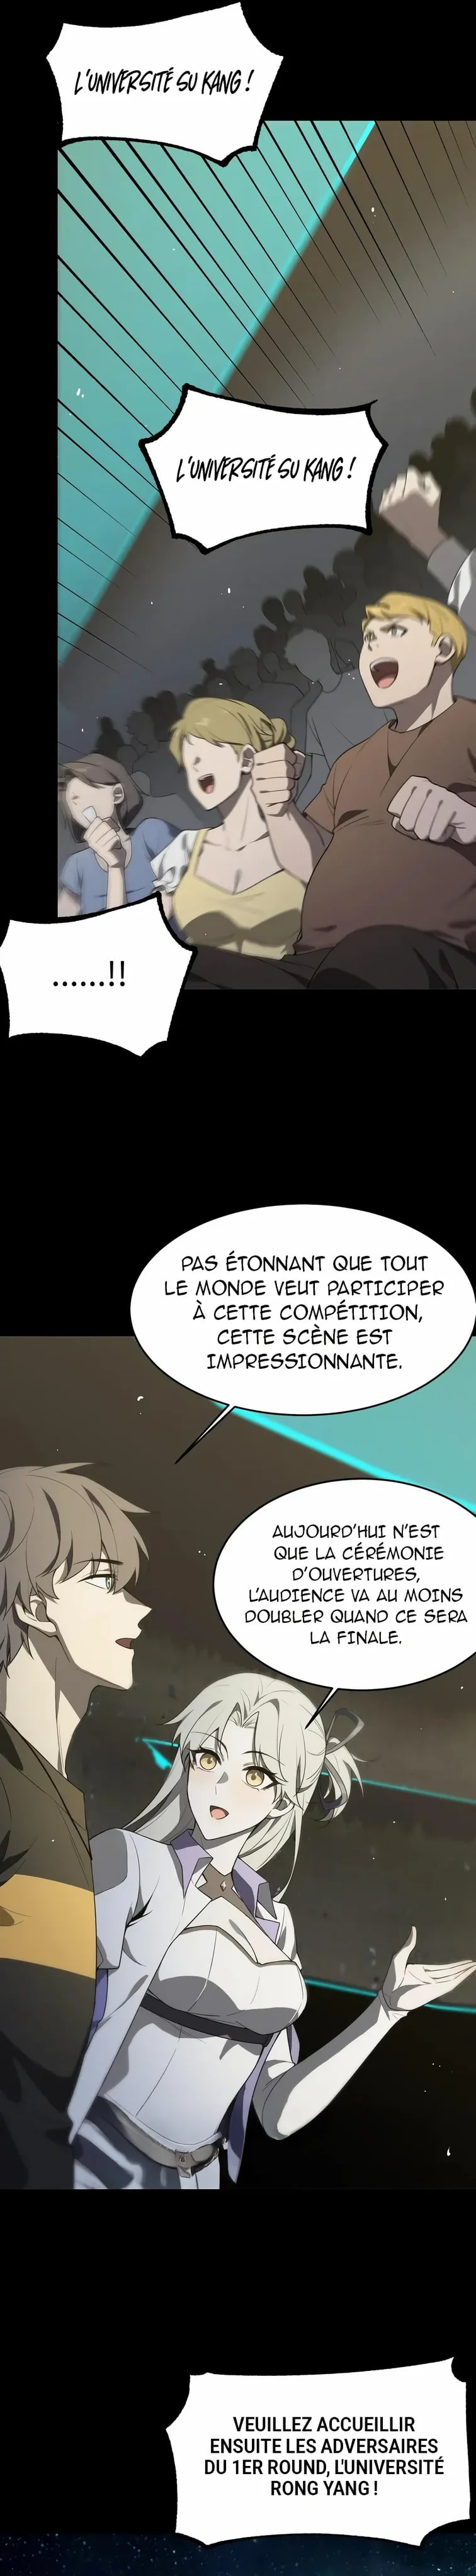 L'UNIVERSITÉ SU KANG !
L'UNIVERSITÉ SU KANG !
.......!!
PAS ÉTONNANT QUE TOUT
LE MONDE VEUT PARTICIPER
À CETTE COMPÉTITION,
CETTE SCÈNE EST
IMPRESSIONNANTE.
AUJOURD'HUI N'EST
QUE LA CÉRÉMONIE
D'OUVERTURES,
L'AUDIENCE VA AU MOINS
DOUBLER QUAND CE SERA
LA FINALE.
VEUILLEZ ACCUEILLIR
ENSUITE LES ADVERSAIRES
DU 1ER ROUND, L'UNIVERSITÉ
RONG YANG !